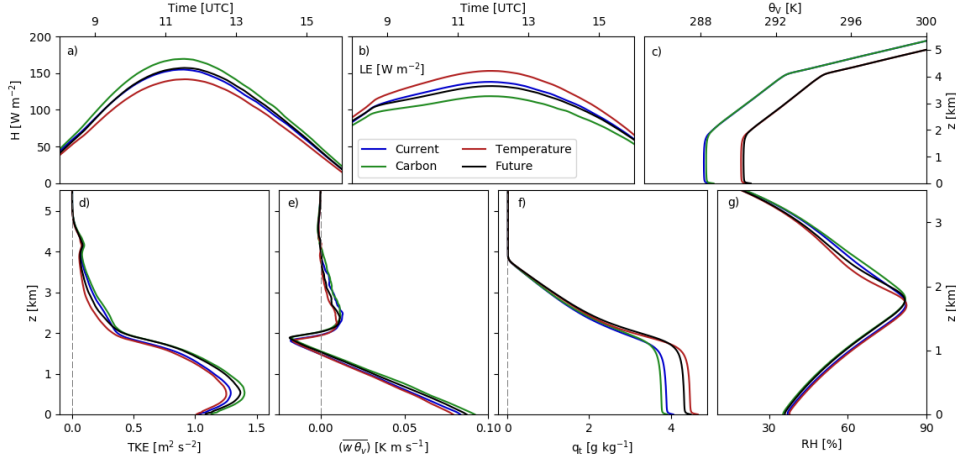 Time [UTC] Time [UTC] θV [K]
9 11 13 15 9 11 13 15 288 292 296 300
200 a) b) c) 5
150 LE [W m−2] 4
H [W m−2] 100 3 z [km]
50 Current Temperature 2
Carbon Future 1
0 0
d) e) f) g)
5
4 3
z [km] 3 2 z [km]
2
1 1
0 0
0.0 0.5 1.0 1.5 0.00 0.05 0.10 0 2 4 30 60 90
TKE [m2 s−2] (w θv) [K m s−1] qt [g kg−1] RH [%]